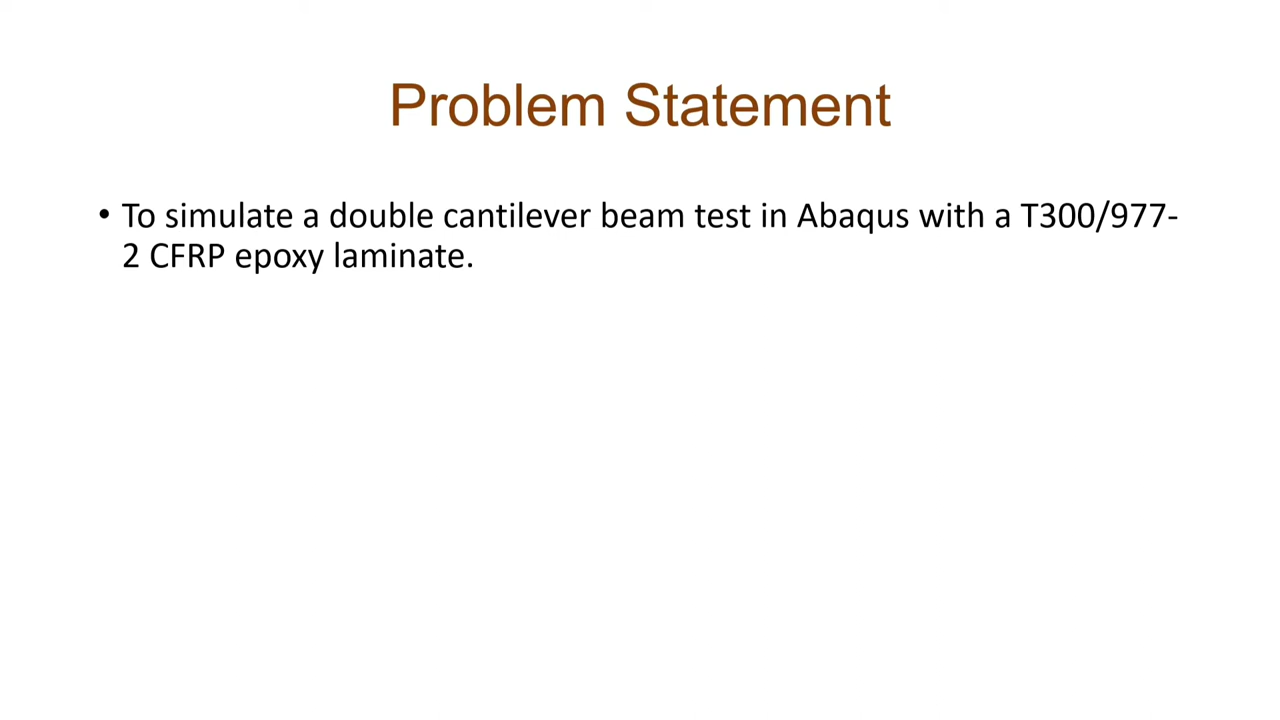 Problem Statement
• To simulate a double cantilever beam test in Abaqus with a T300/977-
2 CFRP epoxy laminate.